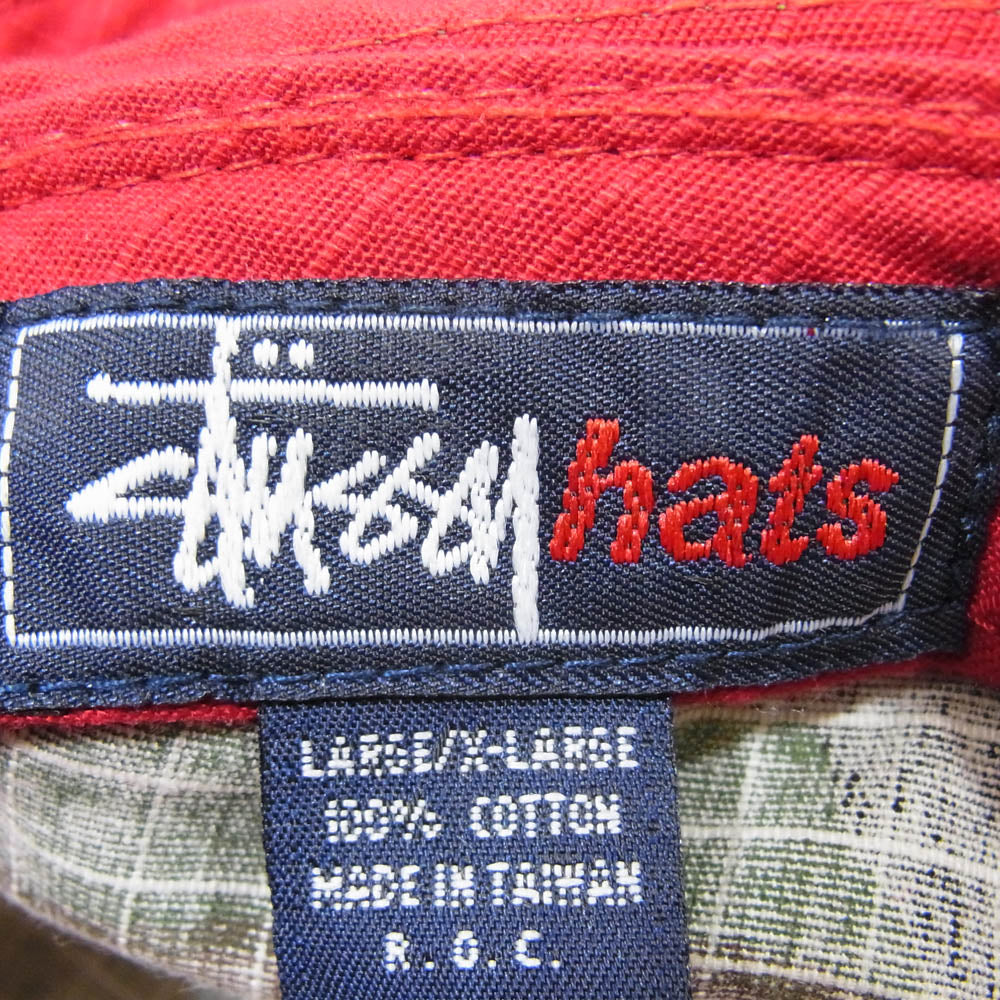 Stüssy hats
LARGE/X-LARGE
100% COTTON
MADE IN TAIWAN
R.O.C.